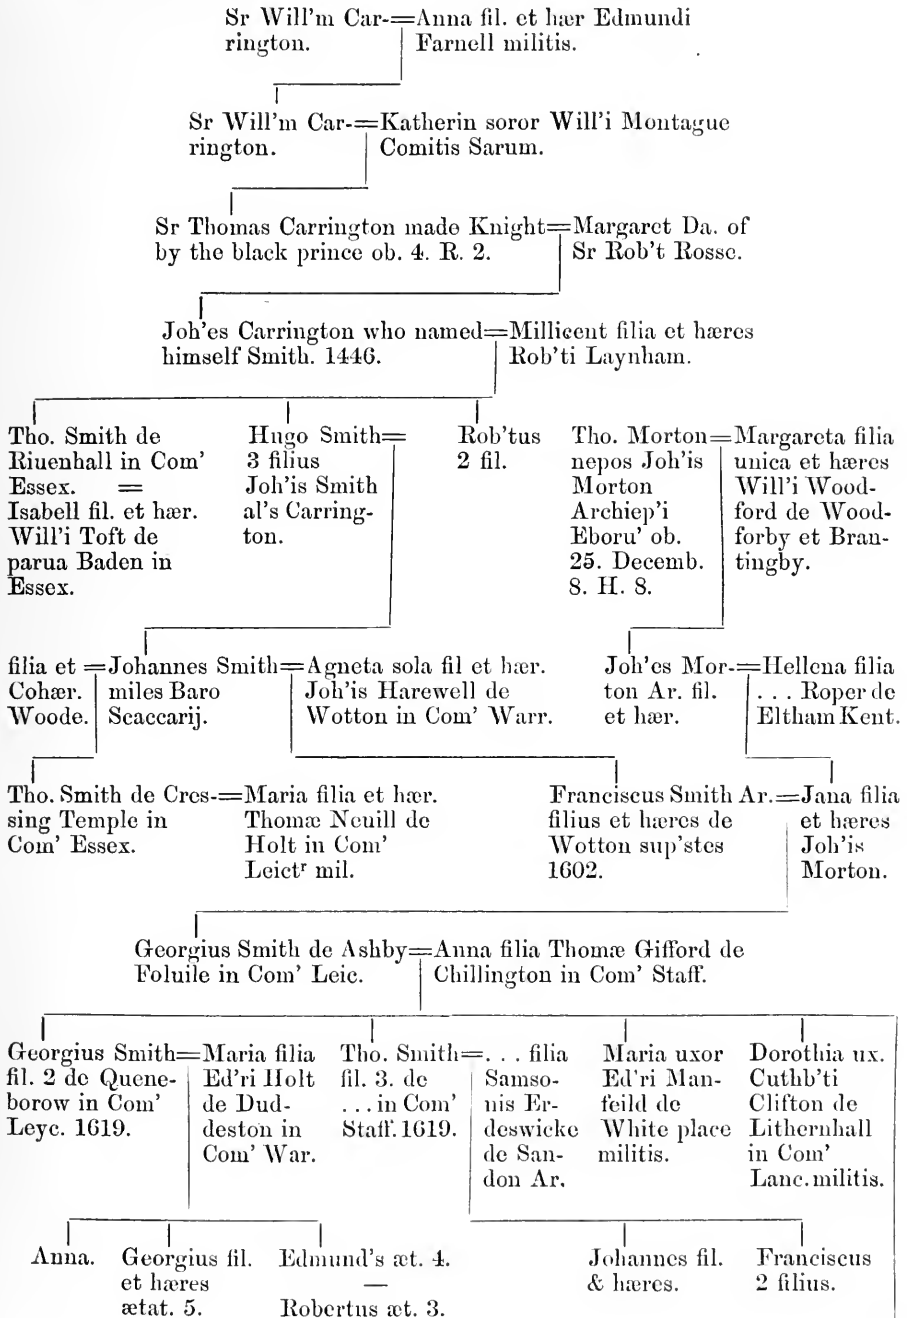 Sr Will'm Car-=Anna fil. et hær Edmundi
rington. Farnell militis.
Sr Will'm Car-=Katherin soror Will'i Montague
rington. Comitis Sarum.
Sr Thomas Carrington made Knight=Margaret Da. of
by the black prince ob. 4. R. 2. Sr Rob't Rosse.
Joh'es Carrington who named=Millicent filia et hæres
himself Smith. 1446. Rob'ti Laynham.
Tho. Smith de
Riuenhall in Com'
Essex. =
Isabell fil. et hær.
Will'i Toft de
parua Baden in
Essex.
Hugo Smith=
3 filius
Joh'is Smith
al's Carring-
ton.
Rob'tus
2 fil.
Tho. Morton=
nepos Joh'is
Morton
Archiep'i
Eboru' ob.
25. Decemb.
8. H. 8.
Margareta filia
unica et hæres
Will'i Wood-
ford de Wood-
forby et Bran-
tingby.
filia et =
Cohær.
Woode.
Johannes Smith=
miles Baro
Scaccarij.
Agneta sola fil et hær.
Joh'is Harewell de
Wotton in Com' Warr.
Joh'es Mor-=
ton Ar. fil.
et hær.
Hellena filia
. . . Roper de
Eltham Kent.
Tho. Smith de Cres-=
sing Temple in
Com' Essex.
Maria filia et hær.
Thomæ Neuill de
Holt in Com'
Leictr mil.
Franciscus Smith Ar.=
filius et hæres de
Wotton sup'stes
1602.
Jana filia
et hæres
Joh'is
Morton.
Georgius Smith de Ashby=Anna filia Thomæ Gifford de
Foluile in Com' Leic. Chillington in Com' Staff.
Georgius Smith=
fil. 2 de Quene-
borow in Com'
Leyc. 1619.
Maria filia
Ed'ri Holt
de Dud-
deston in
Com' War.
Tho. Smith=
fil. 3. de
. . . in Com'
Staff. 1619.
. . . filia
Samso-
nis Er-
deswicke
de San-
don Ar.
Maria uxor
Ed'ri Man-
feild de
White place
militis.
Dorothia ux.
Cuthb'ti
Clifton de
Lithernhall
in Com'
Lanc. militis.
Anna.
Georgius fil.
et hæres
ætat. 5.
Edmund's æt. 4.
—
Robertus æt. 3.
Johannes fil.
& hæres.
Franciscus
2 filius.